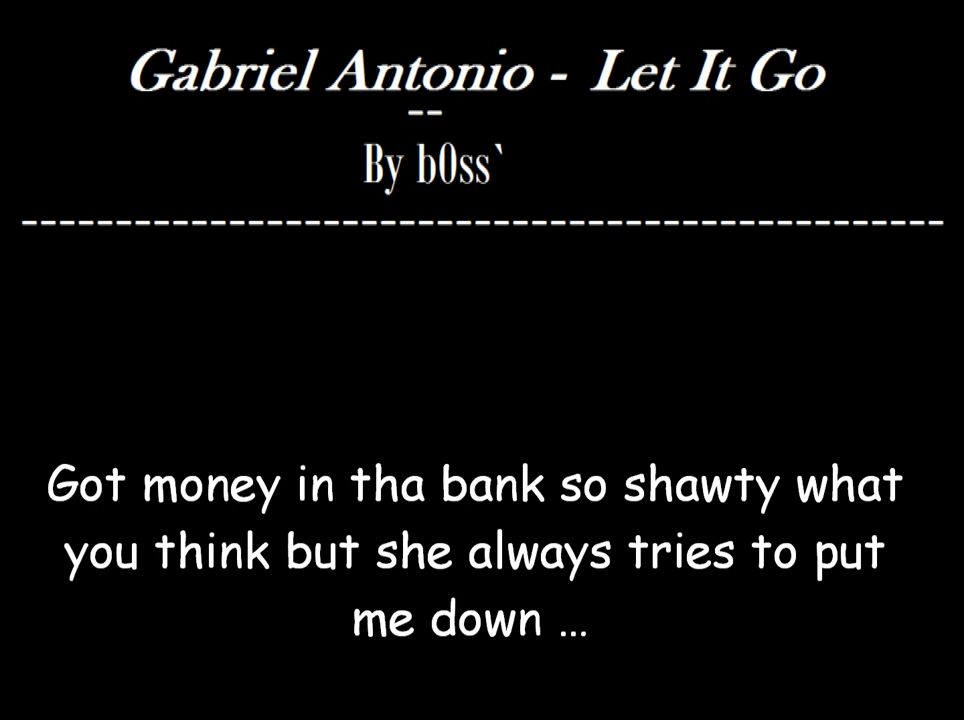 Gabriel Antonio - Let It Go
--
By b0ss`
-------------------------------------------------
Got money in tha bank so shawty what
you think but she always tries to put
me down ...